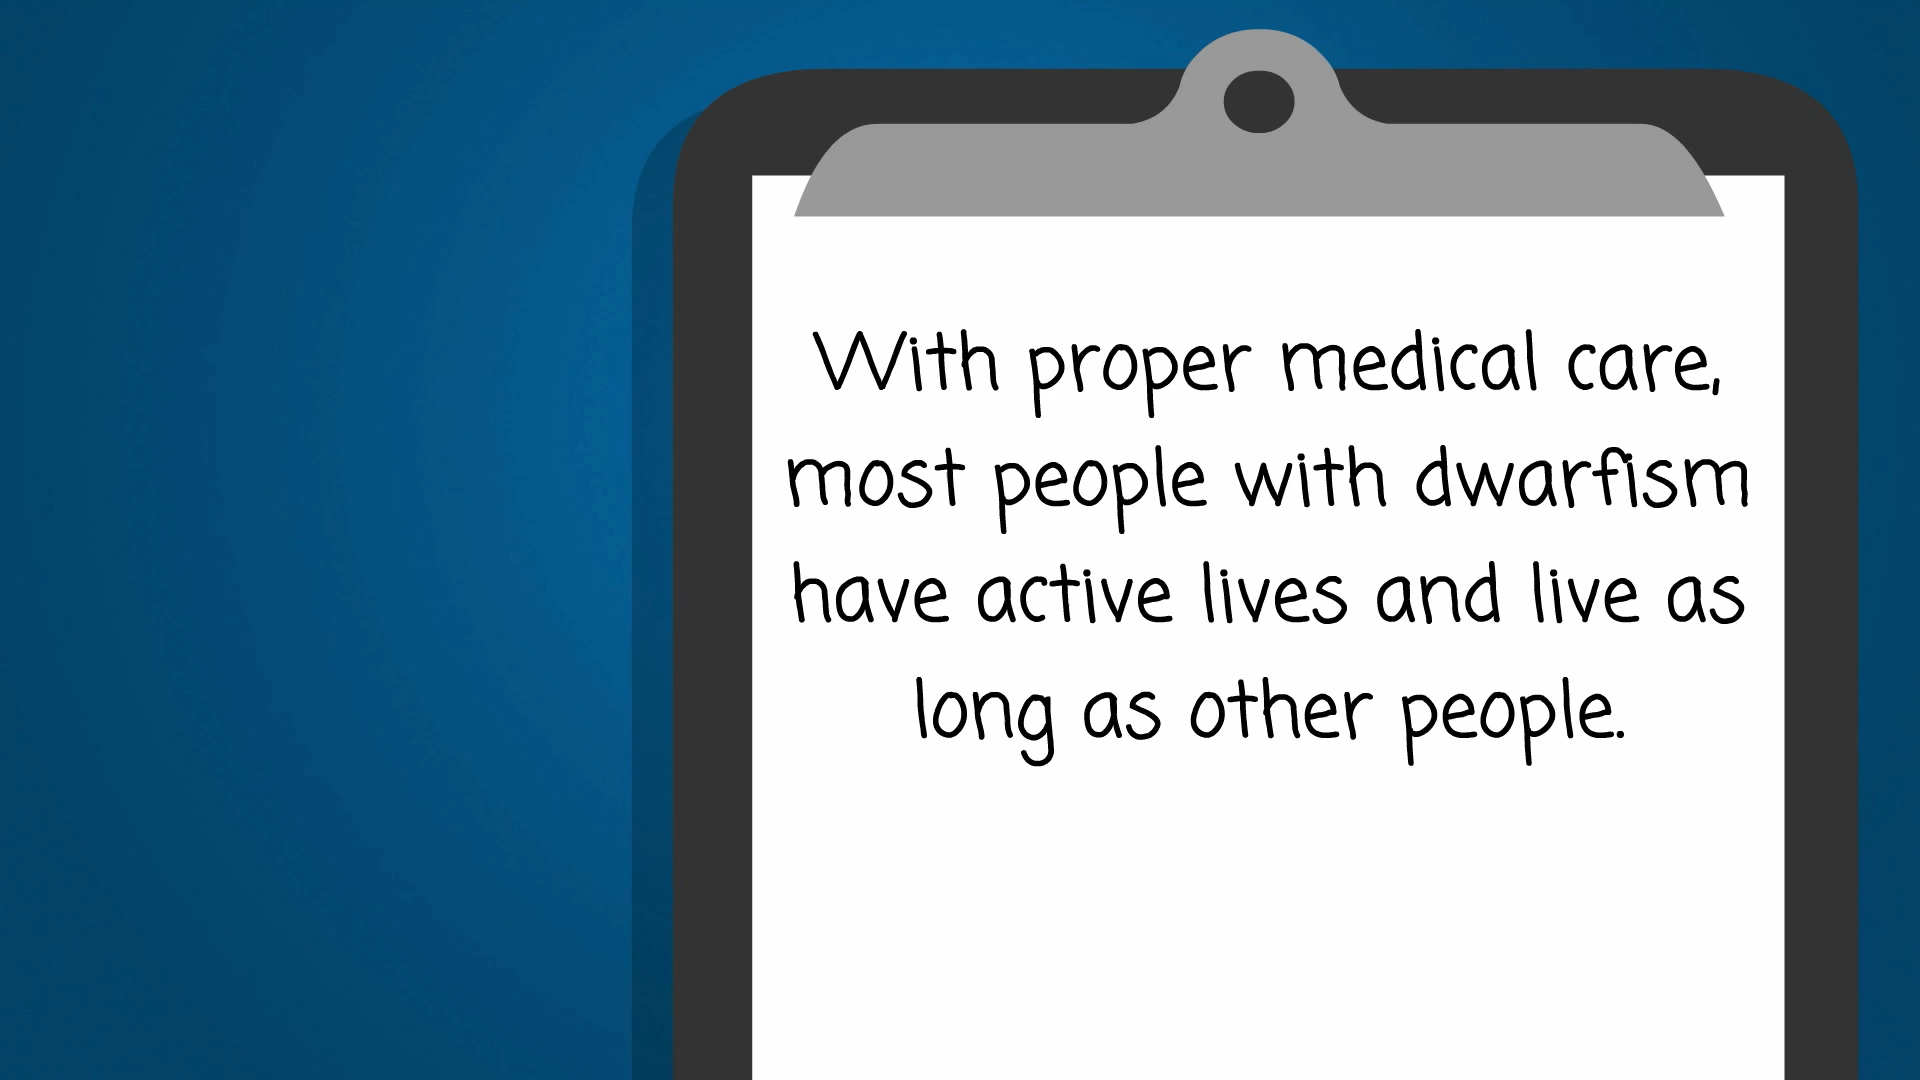 With proper medical care,
most people with dwarfism
have active lives and live as
long as other people.